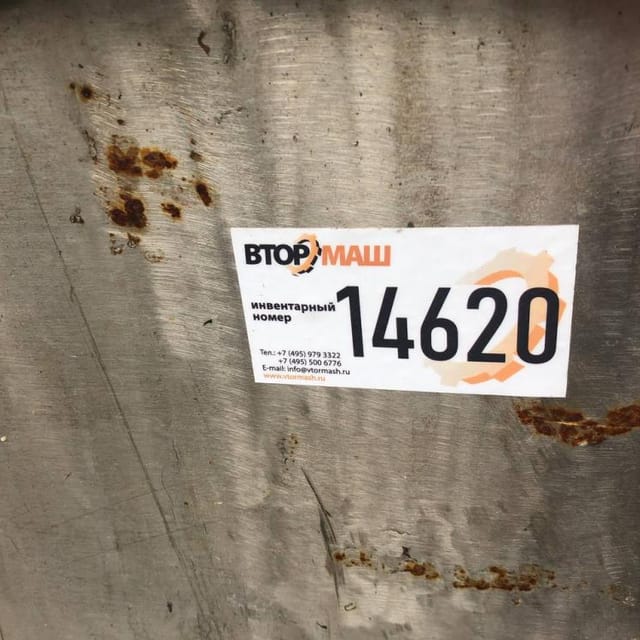 ВТОРМАШ
инвентарный
номер
14620
Тел.: +7 (495) 979 3322
+7 (495) 500 6776
E-mail: info@vtormash.ru
www.vtormash.ru